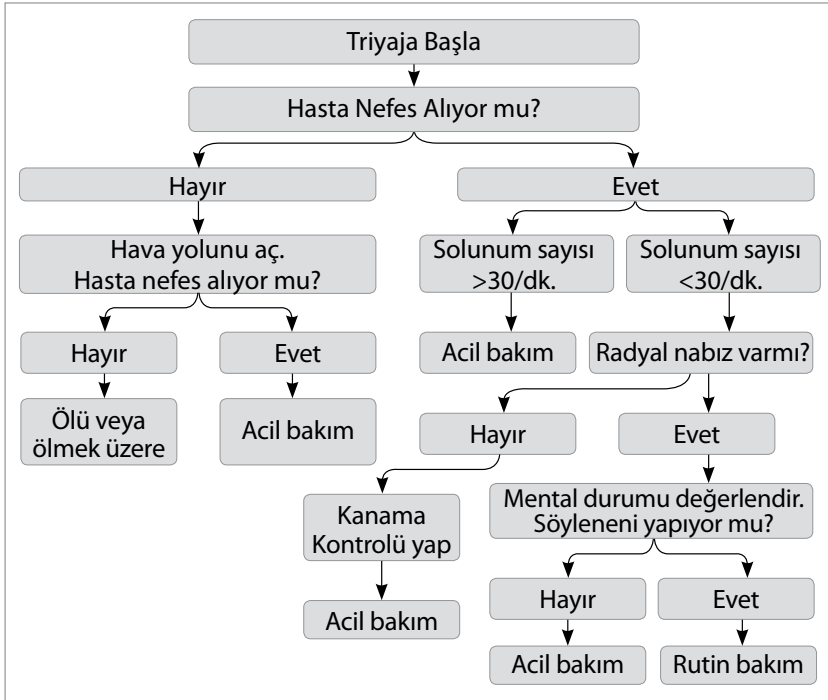 Triyaja Başla
Hasta Nefes Alıyor mu?
Hayır
Evet
Hava yolunu aç.
Hasta nefes alıyor mu?
Solunum sayısı
>30/dk.
Solunum sayısı
<30/dk.
Hayır
Evet
Acil bakım
Radyal nabız varmı?
Ölü veya
ölmek üzere
Acil bakım
Hayır
Evet
Kanama
Kontrolü yap
Mental durumu değerlendir.
Söyleneni yapıyor mu?
Acil bakım
Hayır
Evet
Acil bakım
Rutin bakım